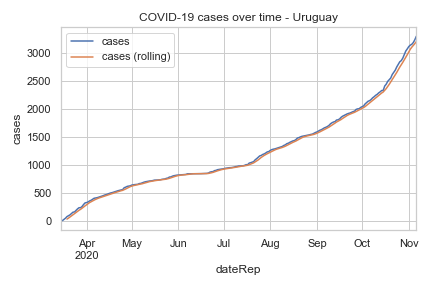 COVID-19 cases over time - Uruguay
cases
cases (rolling)
3000
2500
2000
1500
1000
500
0
cases
Apr May Jun Jul Aug Sep Oct Nov
2020
dateRep